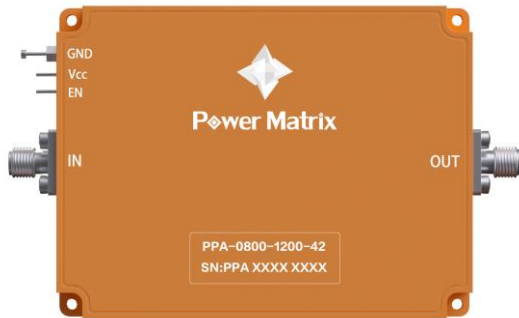 GND
Vcc
EN
Power Matrix
IN
OUT
PPA-0800-1200-42
SN:PPA XXXX XXXX